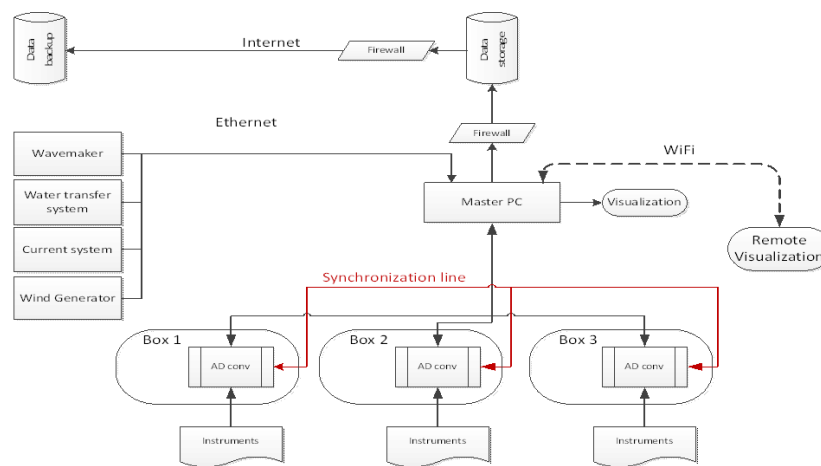 Data
backup
Internet
Firewall
Data
storage
Ethernet
Firewall
WiFi
Wavemaker
Water transfer
system
Master PC
Visualization
Current system
Remote
Visualization
Wind Generator
Synchronization line
Box 1
Box 2
Box 3
AD conv
AD conv
AD conv
Instruments
Instruments
Instruments